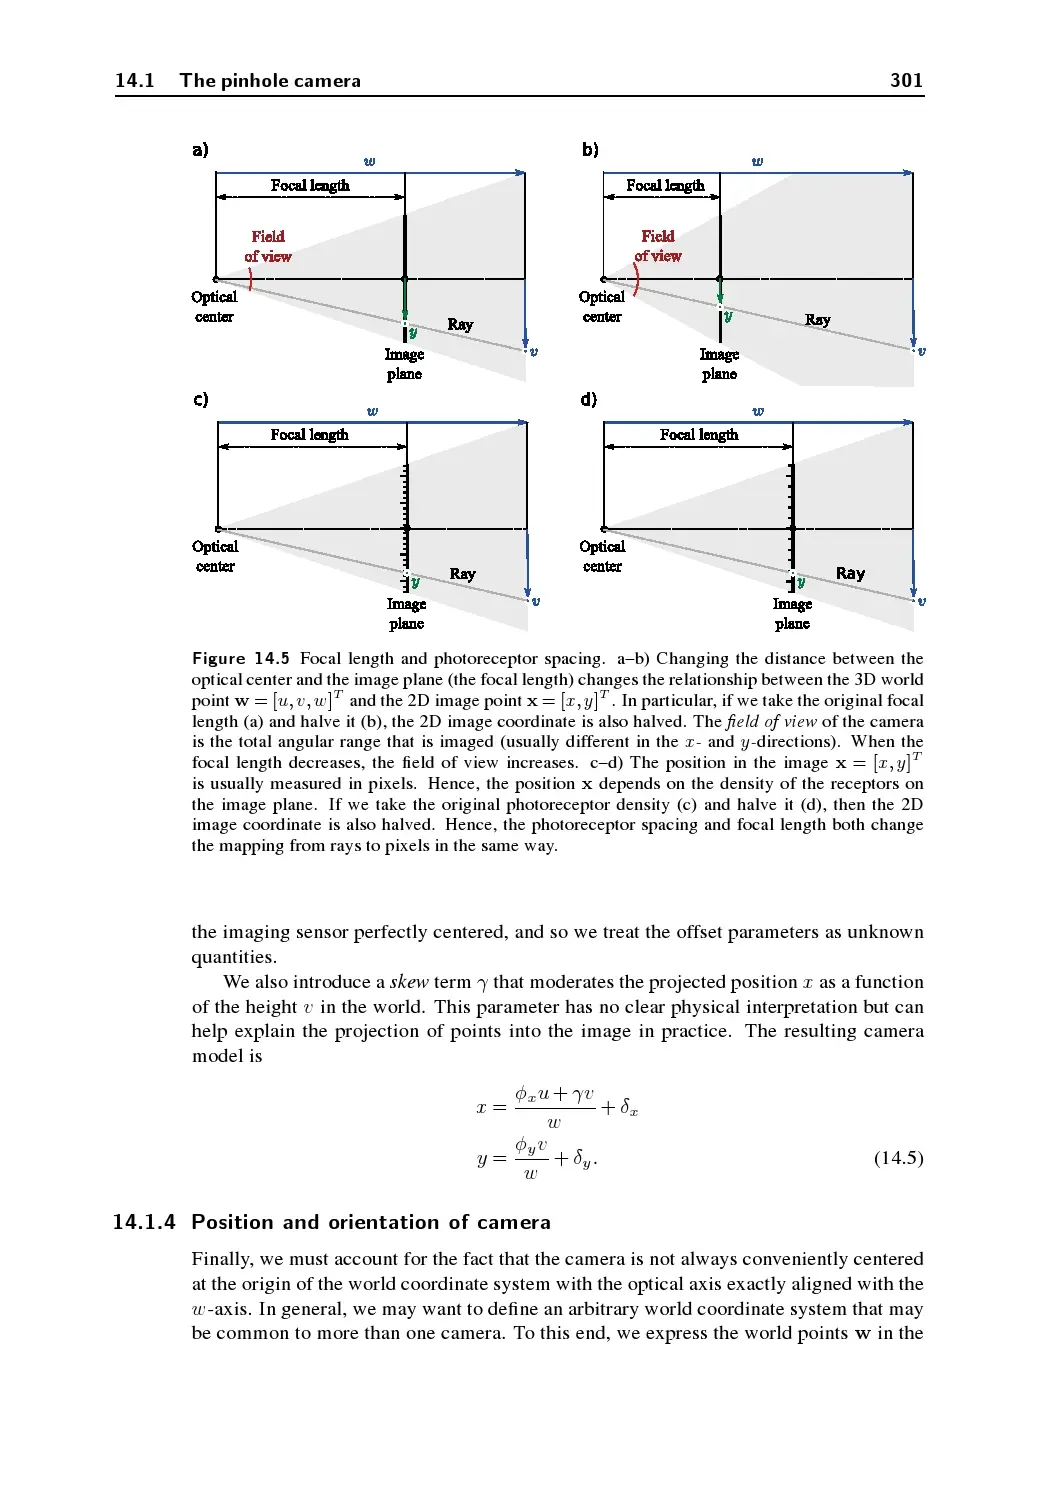 14.1 The pinhole camera 301
a)
w
Focal length
Field
of view
Optical
center
Ray
y
v
Image
plane
b)
w
Focal length
Field
of view
Optical
center
Ray
y
v
Image
plane
c)
w
Focal length
Optical
center
Ray
y
v
Image
plane
d)
w
Focal length
Optical
center
Ray
y
v
Image
plane
Figure 14.5 Focal length and photoreceptor spacing. a–b) Changing the distance between the
optical center and the image plane (the focal length) changes the relationship between the 3D world
point w = [u, v, w]^T and the 2D image point x = [x, y]^T. In particular, if we take the original focal
length (a) and halve it (b), the 2D image coordinate is also halved. The field of view of the camera
is the total angular range that is imaged (usually different in the x- and y-directions). When the
focal length decreases, the field of view increases. c–d) The position in the image x = [x, y]^T
is usually measured in pixels. Hence, the position x depends on the density of the receptors on
the image plane. If we take the original photoreceptor density (c) and halve it (d), then the 2D
image coordinate is also halved. Hence, the photoreceptor spacing and focal length both change
the mapping from rays to pixels in the same way.
the imaging sensor perfectly centered, and so we treat the offset parameters as unknown
quantities.
We also introduce a skew term γ that moderates the projected position x as a function
of the height v in the world. This parameter has no clear physical interpretation but can
help explain the projection of points into the image in practice. The resulting camera
model is
x = (ϕ_x u + γv)/w + δ_x
y = (ϕ_y v)/w + δ_y. (14.5)
14.1.4 Position and orientation of camera
Finally, we must account for the fact that the camera is not always conveniently centered
at the origin of the world coordinate system with the optical axis exactly aligned with the
w-axis. In general, we may want to define an arbitrary world coordinate system that may
be common to more than one camera. To this end, we express the world points w in the